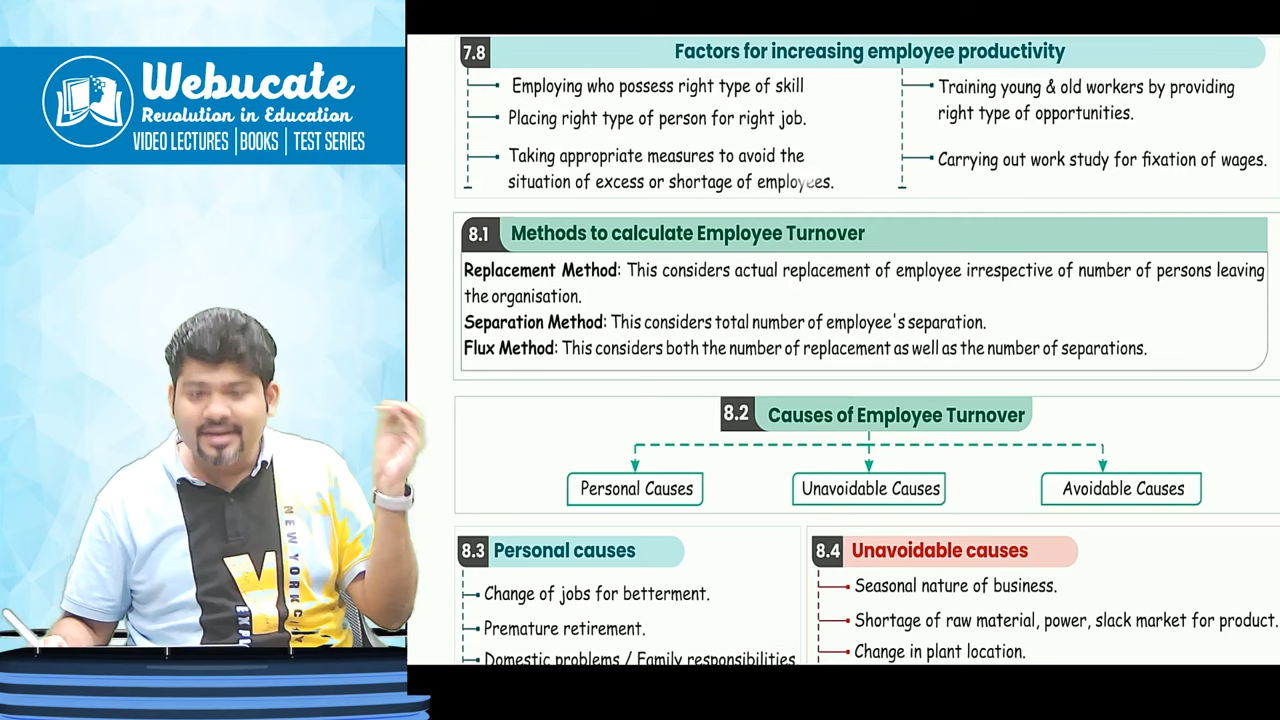 Webucate
Revolution in Education
VIDEO LECTURES | BOOKS | TEST SERIES
7.8 Factors for increasing employee productivity
Employing who possess right type of skill
Placing right type of person for right job.
Taking appropriate measures to avoid the
situation of excess or shortage of employees.
Training young & old workers by providing
right type of opportunities.
Carrying out work study for fixation of wages.
8.1 Methods to calculate Employee Turnover
Replacement Method: This considers actual replacement of employee irrespective of number of persons leaving
the organisation.
Separation Method: This considers total number of employee's separation.
Flux Method: This considers both the number of replacement as well as the number of separations.
8.2 Causes of Employee Turnover
Personal Causes
Unavoidable Causes
Avoidable Causes
8.3 Personal causes
Change of jobs for betterment.
Premature retirement.
Domestic problems / Family responsibilities
8.4 Unavoidable causes
Seasonal nature of business.
Shortage of raw material, power, slack market for product.
Change in plant location.
NEW YORK CITY